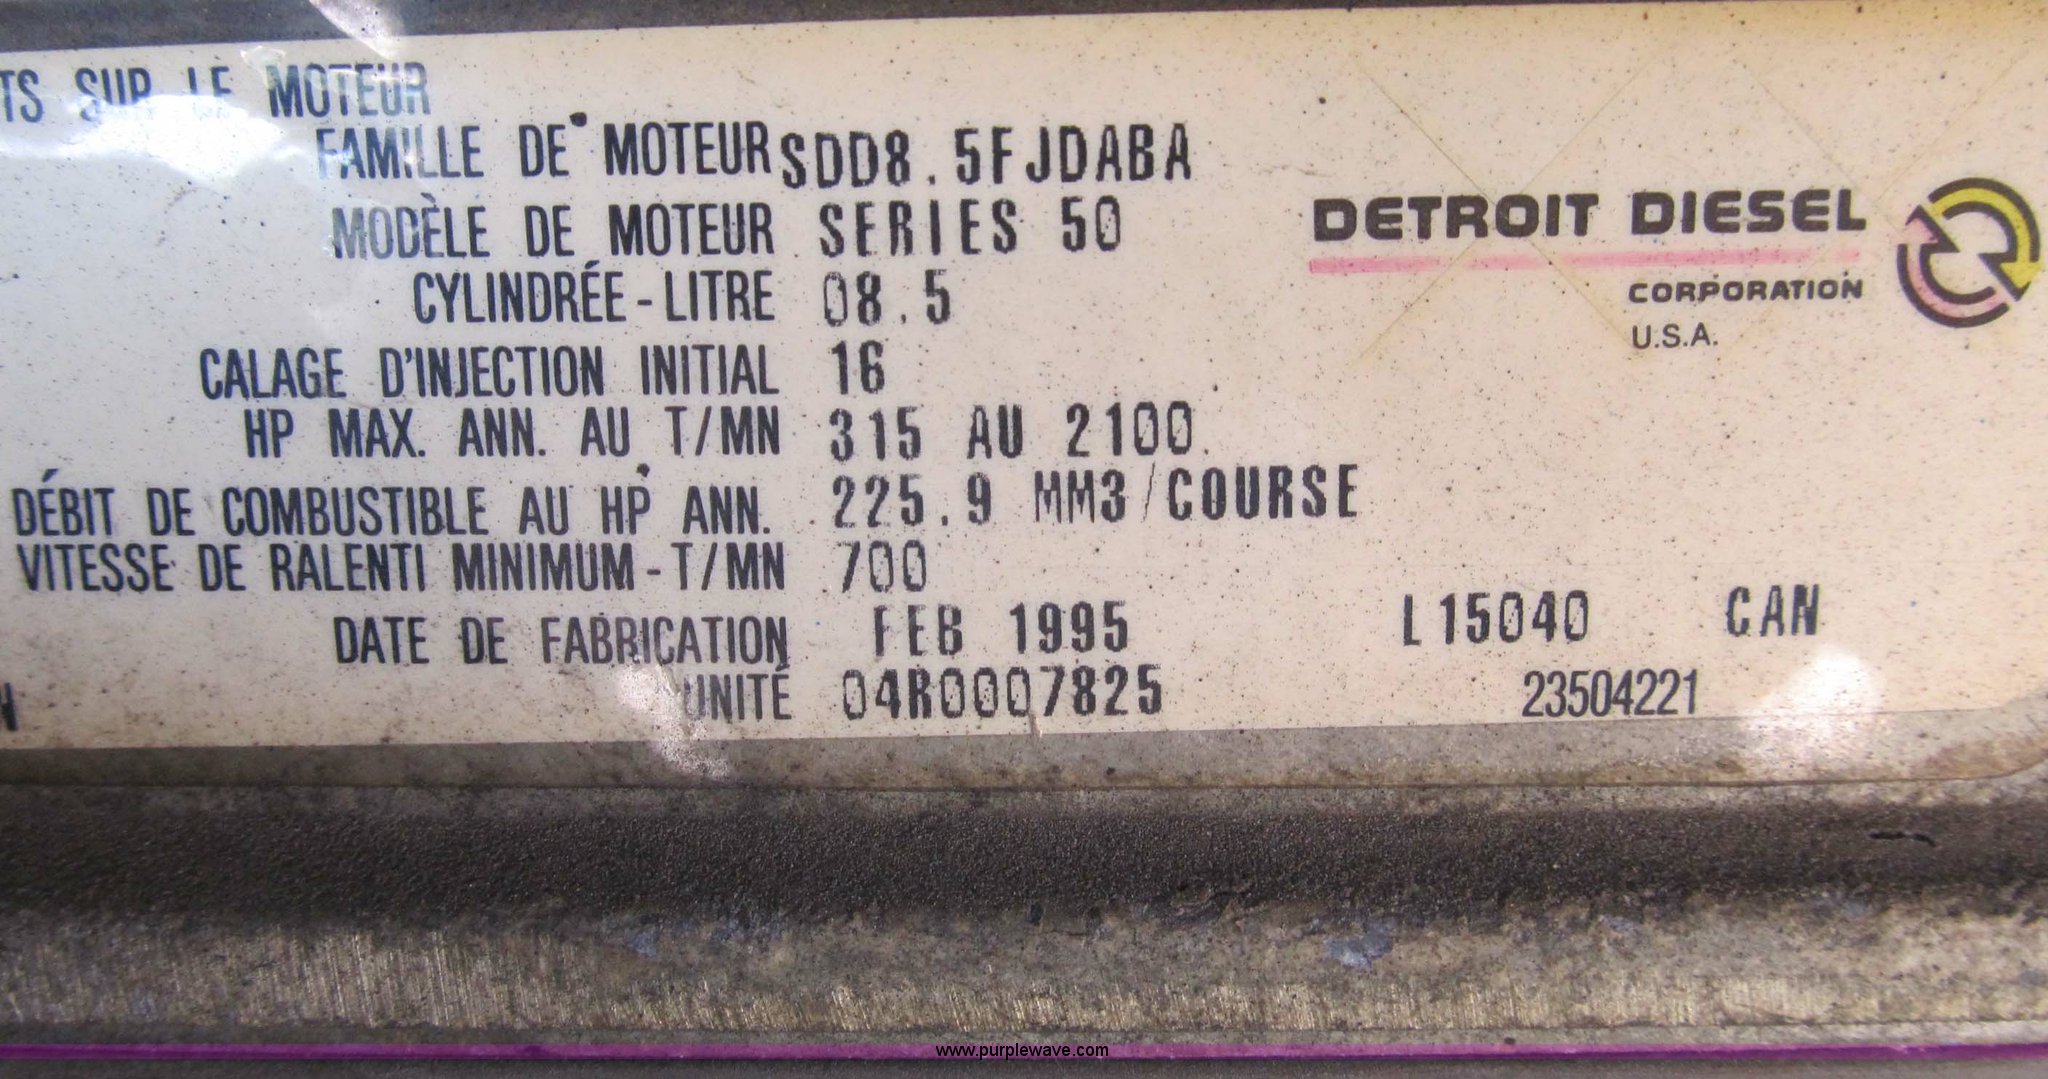 TS SUR LE MOTEUR
FAMILLE DE MOTEUR SDD8.5FJDABA
MODÈLE DE MOTEUR SERIES 50
CYLINDRÉE-LITRE 08.5
CALAGE D'INJECTION INITIAL 16
HP MAX. ANN. AU T/MN 315 AU 2100
DÉBIT DE COMBUSTIBLE AU HP ANN. 225.9 MM3/COURSE
VITESSE DE RALENTI MINIMUM-T/MN 700
DATE DE FABRICATION FEB 1995
UNITÉ 04R0007825
DETROIT DIESEL
CORPORATION
U.S.A.
L15040 CAN
23504221
N
www.purplewave.com